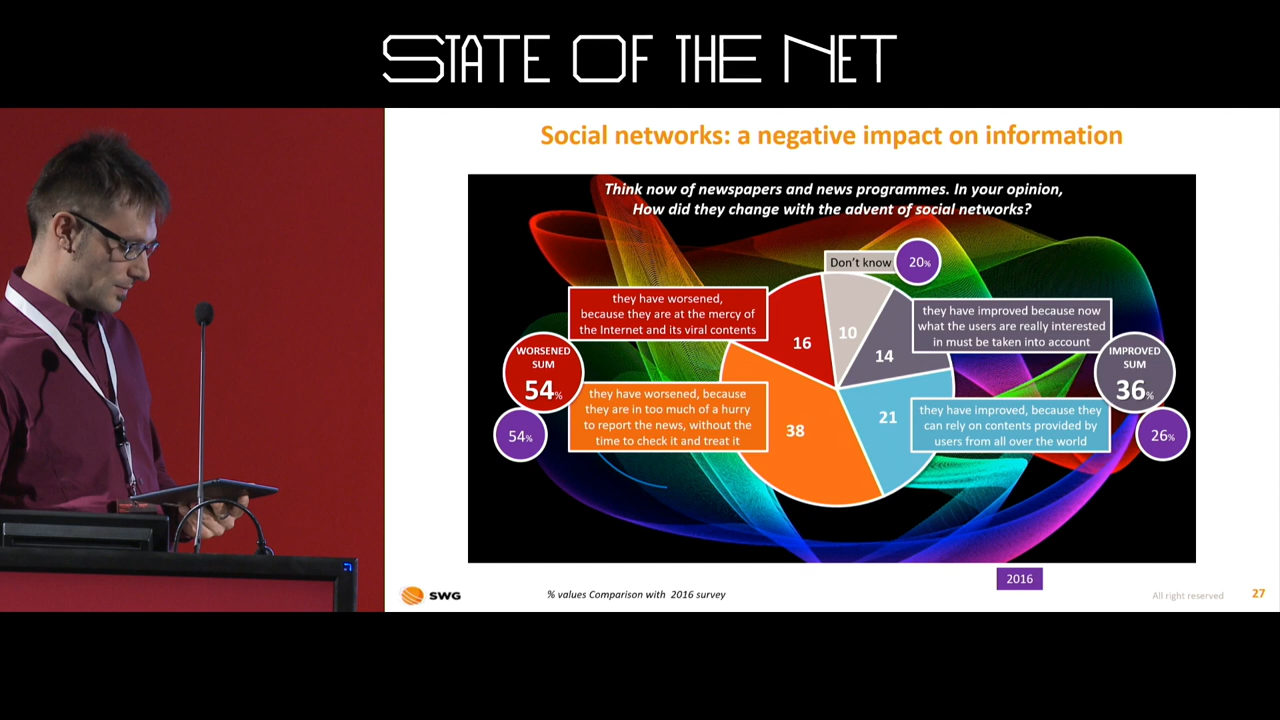 STATE OF THE NET
Social networks: a negative impact on information
Think now of newspapers and news programmes. In your opinion,
How did they change with the advent of social networks?
Don't know
20%
they have worsened,
because they are at the mercy of
the Internet and its viral contents
16
10
14
they have improved because now
what the users are really interested
in must be taken into account
WORSENED
SUM
54%
IMPROVED
SUM
36%
they have worsened, because
they are in too much of a hurry
to report the news, without the
time to check it and treat it
38
21
they have improved, because they
can rely on contents provided by
users from all over the world
54%
26%
2016
SWG
% values Comparison with 2016 survey
All right reserved
27